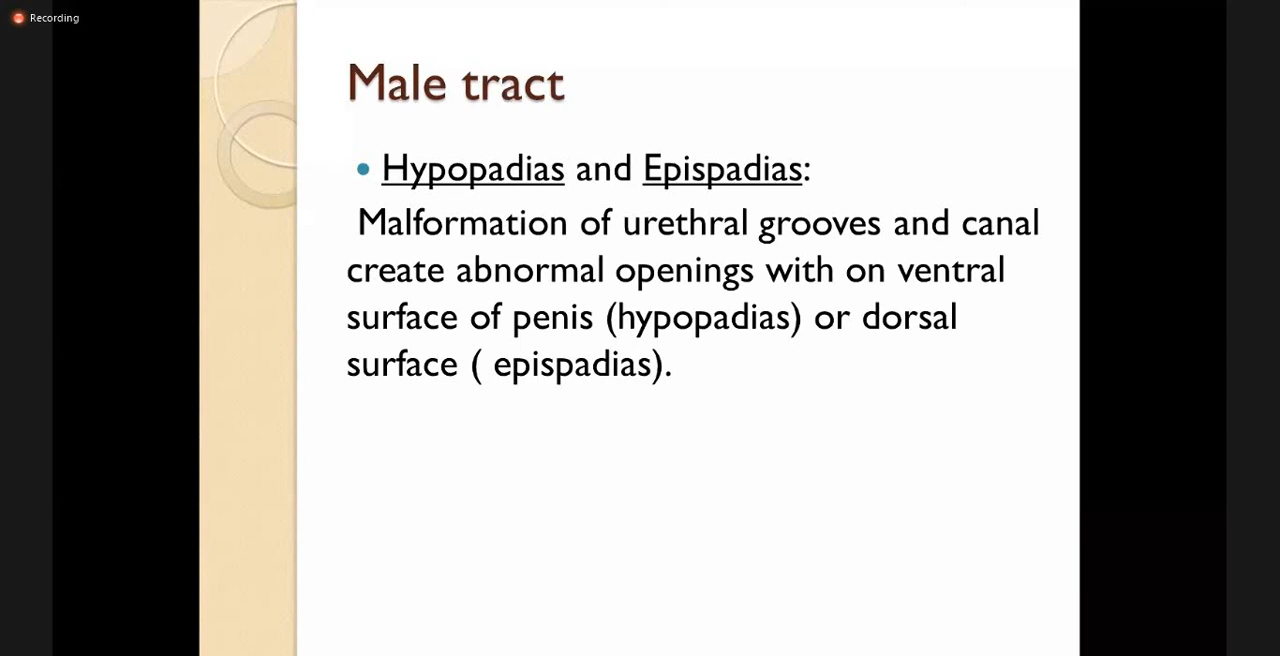 Recording
Male tract
• Hypopadias and Epispadias:
Malformation of urethral grooves and canal
create abnormal openings with on ventral
surface of penis (hypopadias) or dorsal
surface ( epispadias).